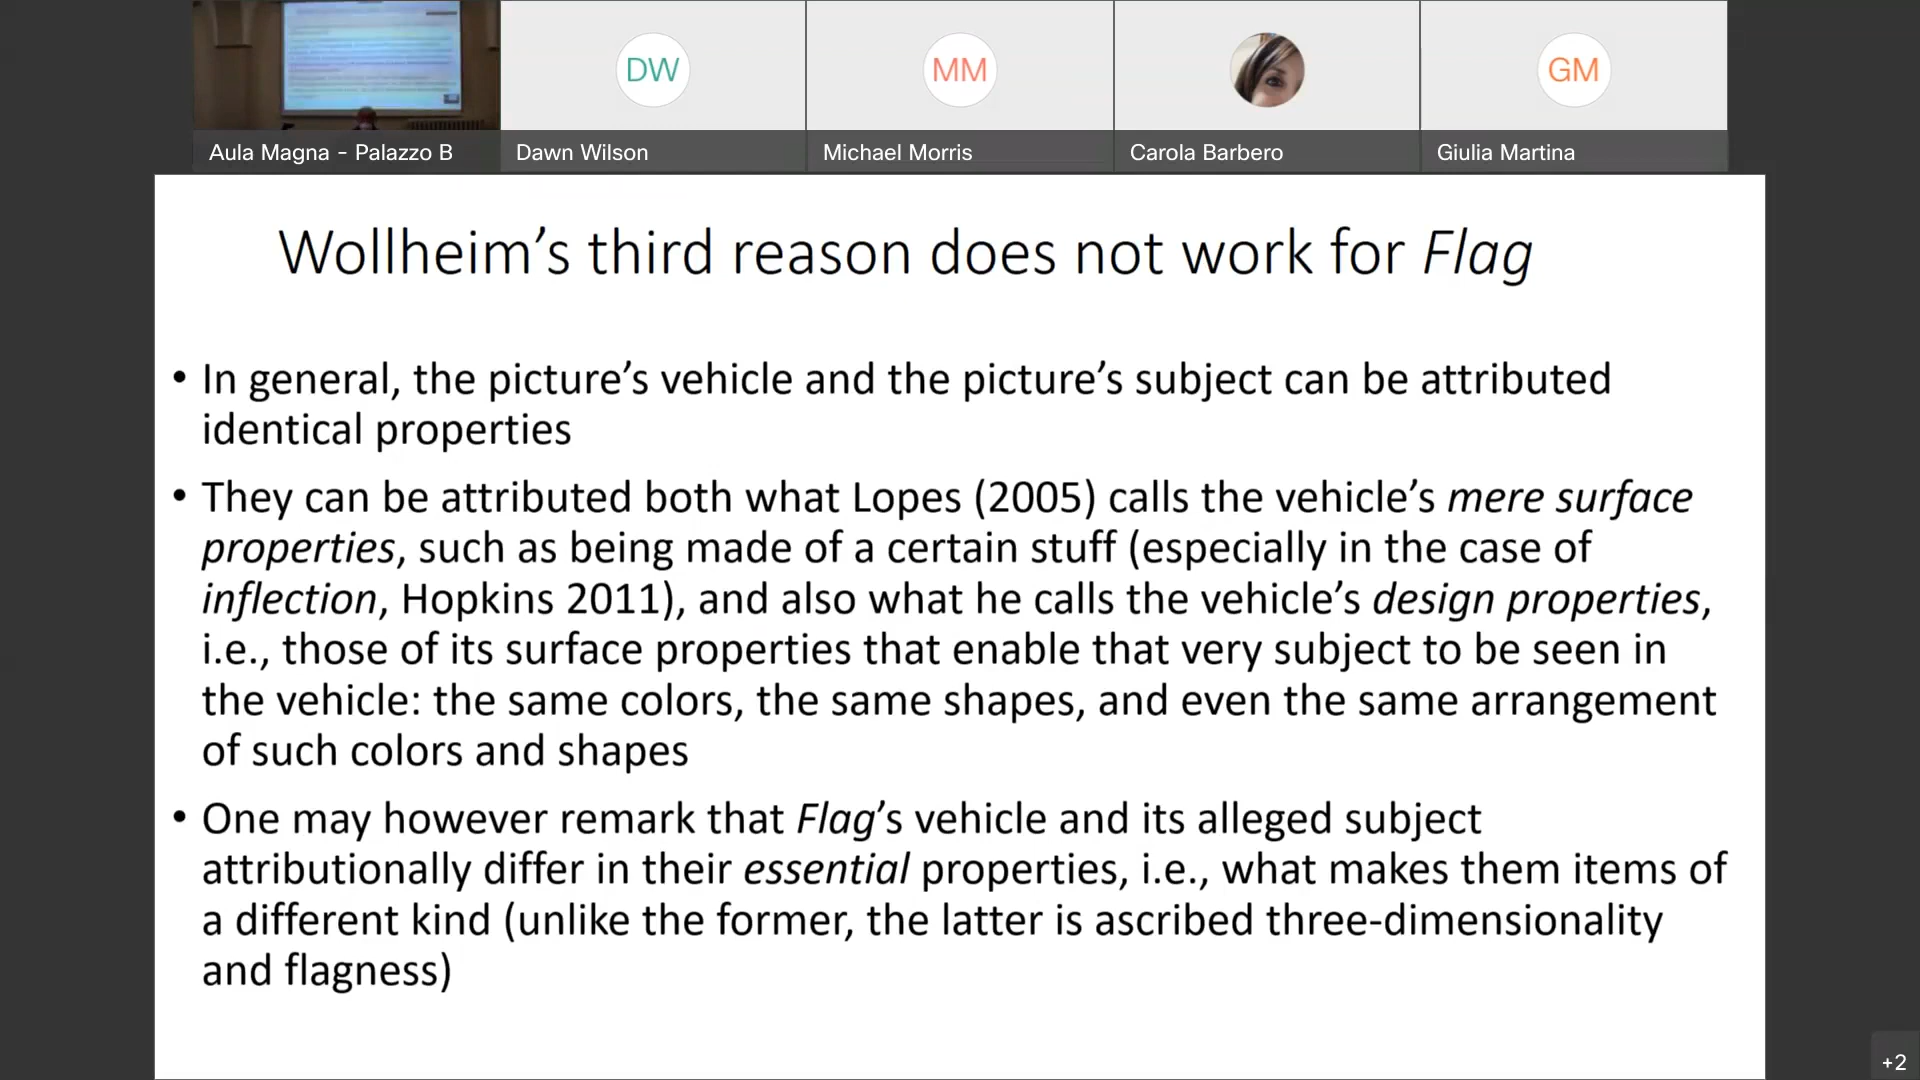 DW
MM
GM
Aula Magna - Palazzo B
Dawn Wilson
Michael Morris
Carola Barbero
Giulia Martina
Wollheim’s third reason does not work for Flag
• In general, the picture’s vehicle and the picture’s subject can be attributed
identical properties
• They can be attributed both what Lopes (2005) calls the vehicle’s mere surface
properties, such as being made of a certain stuff (especially in the case of
inflection, Hopkins 2011), and also what he calls the vehicle’s design properties,
i.e., those of its surface properties that enable that very subject to be seen in
the vehicle: the same colors, the same shapes, and even the same arrangement
of such colors and shapes
• One may however remark that Flag’s vehicle and its alleged subject
attributionally differ in their essential properties, i.e., what makes them items of
a different kind (unlike the former, the latter is ascribed three-dimensionality
and flagness)
+2